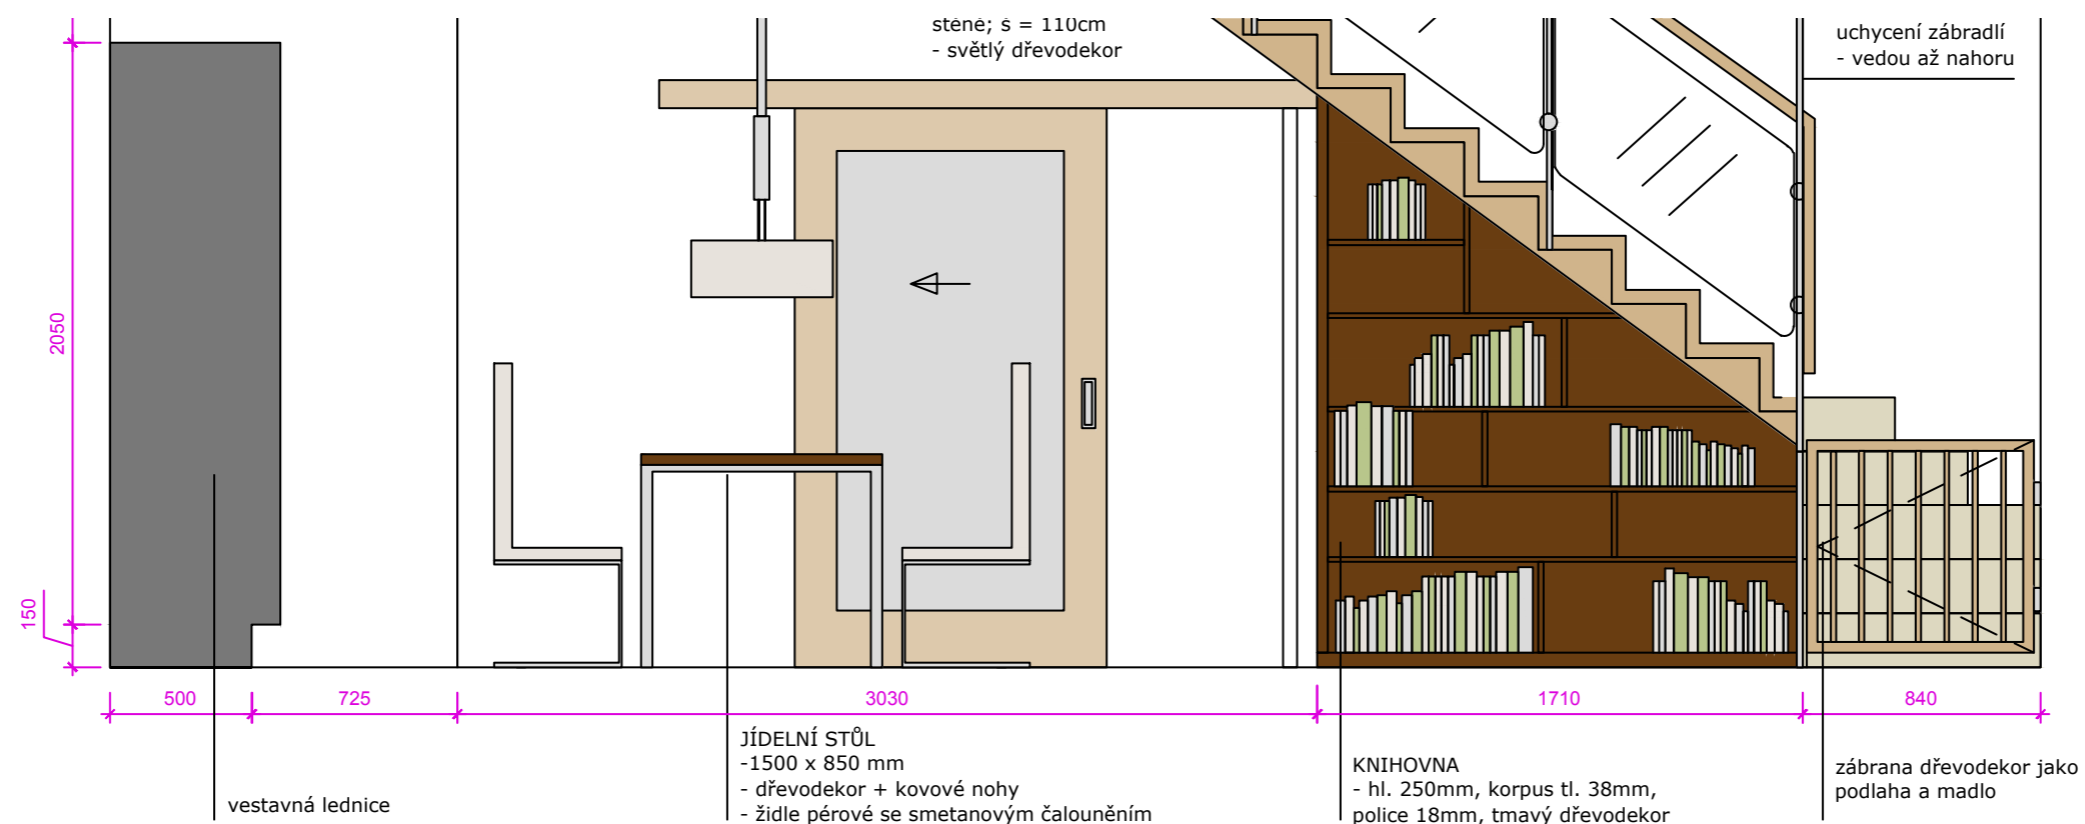 stěně; š = 110cm
- světlý dřevodekor
uchycení zábradlí
- vedou až nahoru
2050
150
500
725
3030
1710
840
vestavná lednice
JÍDELNÍ STŮL
-1500 x 850 mm
- dřevodekor + kovové nohy
- židle pérové se smetanovým čalouněním
KNIHOVNA
- hl. 250mm, korpus tl. 38mm,
police 18mm, tmavý dřevodekor
zábrana dřevodekor jako
podlaha a madlo